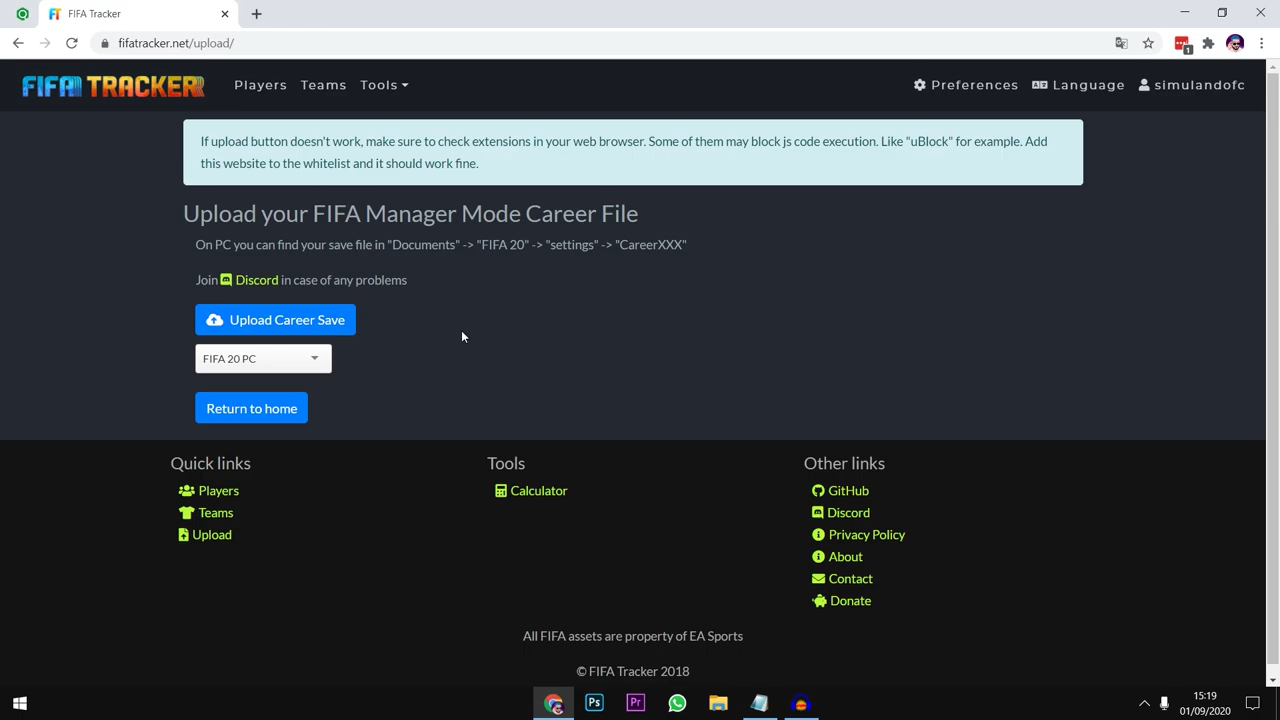 FIFA Tracker
fifatracker.net/upload/
1
FIFA TRACKER
Players
Teams
Tools
Preferences
Language
simulandofc
If upload button doesn't work, make sure to check extensions in your web browser. Some of them may block js code execution. Like "uBlock" for example. Add
this website to the whitelist and it should work fine.
Upload your FIFA Manager Mode Career File
On PC you can find your save file in "Documents" -> "FIFA 20" -> "settings" -> "CareerXXX"
Join Discord in case of any problems
Upload Career Save
FIFA 20 PC
Return to home
Quick links
Players
Teams
Upload
Tools
Calculator
Other links
GitHub
Discord
Privacy Policy
About
Contact
Donate
All FIFA assets are property of EA Sports
© FIFA Tracker 2018
Ps
Pr
15:19
01/09/2020